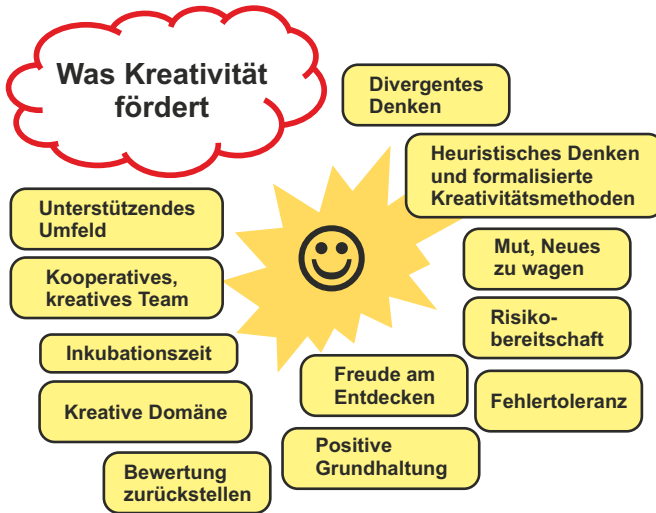 Was Kreativität
fördert
Divergentes
Denken
Heuristisches Denken
und formalisierte
Kreativitätsmethoden
Unterstützendes
Umfeld
Mut, Neues
zu wagen
Kooperatives,
kreatives Team
Risiko-
bereitschaft
Inkubationszeit
Freude am
Entdecken
Fehlertoleranz
Kreative Domäne
Positive
Grundhaltung
Bewertung
zurückstellen